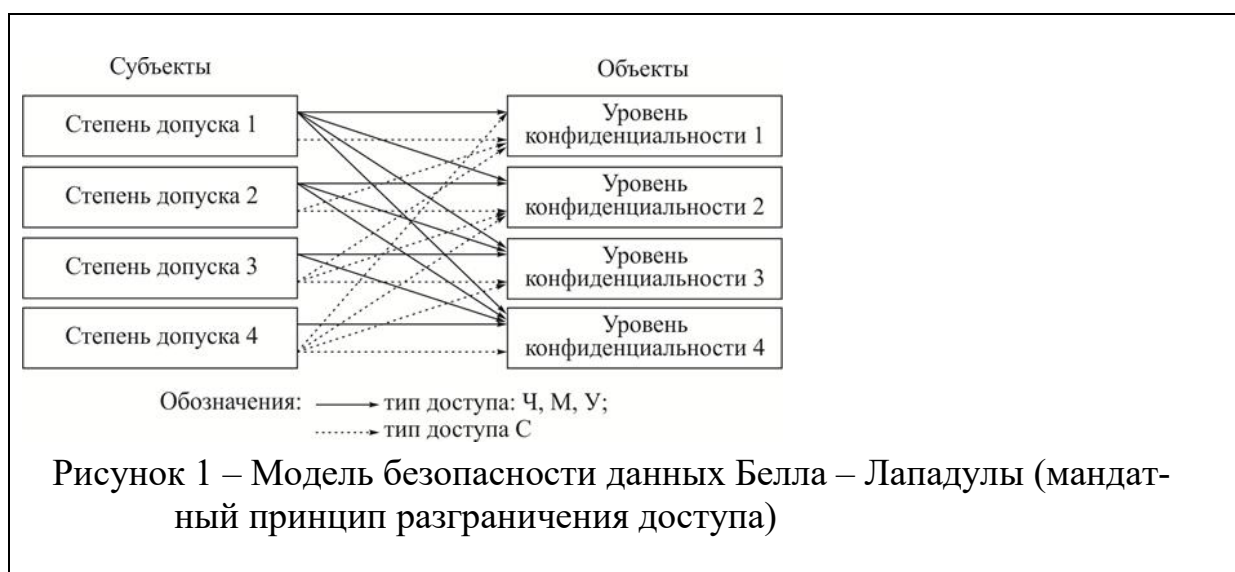 Субъекты
Объекты
Степень допуска 1
Уровень
конфиденциальности 1
Степень допуска 2
Уровень
конфиденциальности 2
Степень допуска 3
Уровень
конфиденциальности 3
Степень допуска 4
Уровень
конфиденциальности 4
Обозначения: тип доступа: Ч, М, У;
тип доступа С
Рисунок 1 – Модель безопасности данных Белла – Лападулы (мандат-
ный принцип разграничения доступа)